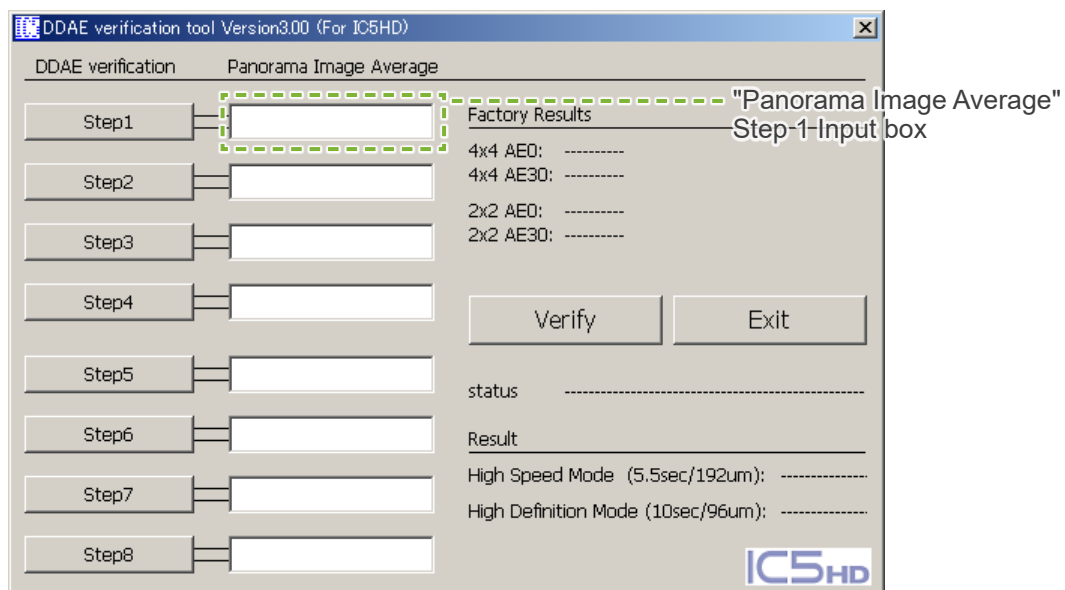 DDAE verification tool Version3.00 (For IC5HD)
DDAE verification    Panorama Image Average
Step1
Step2
Step3
Step4
Step5
Step6
Step7
Step8
"Panorama Image Average"
Step 1 Input box
Factory Results
4x4 AE0: ----------
4x4 AE30: ----------
2x2 AE0: ----------
2x2 AE30: ----------
Verify    Exit
status --------------------------------------------------
Result
High Speed Mode (5.5sec/192um): ---------------
High Definition Mode (10sec/96um): ---------------
IC5HD